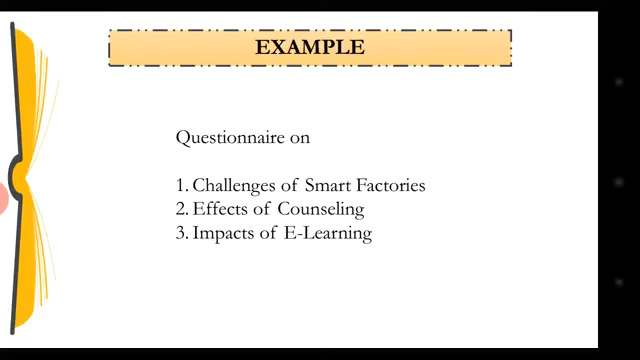 EXAMPLE
Questionnaire on
1. Challenges of Smart Factories
2. Effects of Counseling
3. Impacts of E-Learning